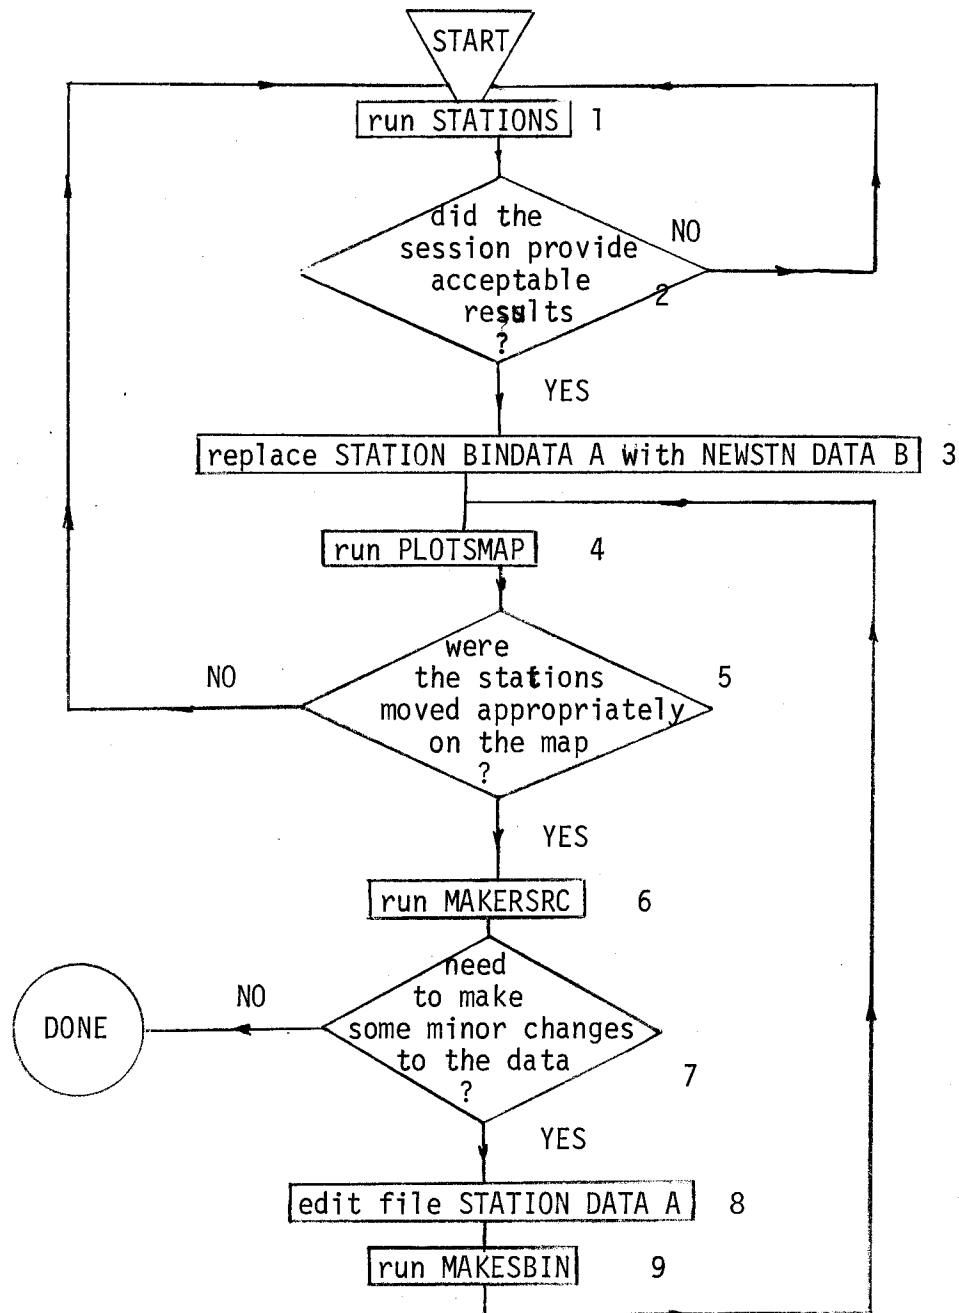 START
run STATIONS 1
did the
session provide
acceptable
results
?
NO
2
YES
replace STATION BINDATA A with NEWSTN DATA B 3
run PLOTSMAP 4
were
the stations
moved appropriately
on the map
?
NO
5
YES
run MAKERSRC 6
need
to make
some minor changes
to the data
?
NO
DONE
7
YES
edit file STATION DATA A 8
run MAKESBIN 9